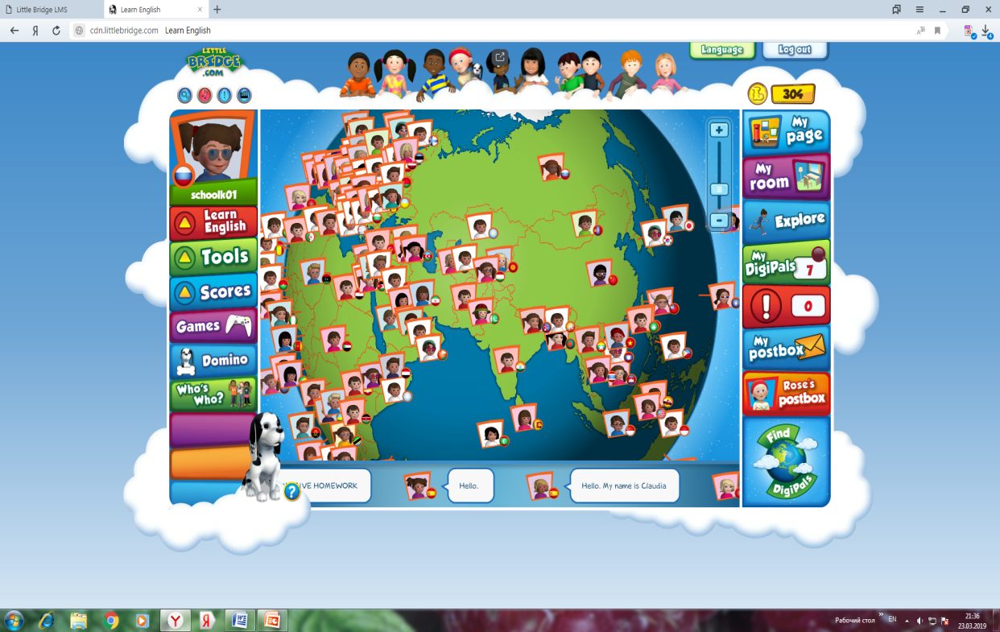 Little Bridge LMS
Learn English
Я
cdn.littlebridge.com Learn English
LITTLE
BRIDGE
.COM
Language
Log out
304
schoolk01
Learn
English
Tools
Scores
Games
Domino
Who's
Who?
My
page
My
room
Explore
My
DigiPals
7
!
0
My
postbox
Rose's
postbox
Find
DigiPals
?
IVE HOMEWORK
Hello.
Hello. My name is Claudia
Рабочий стол
EN
21:36
23.03.2019